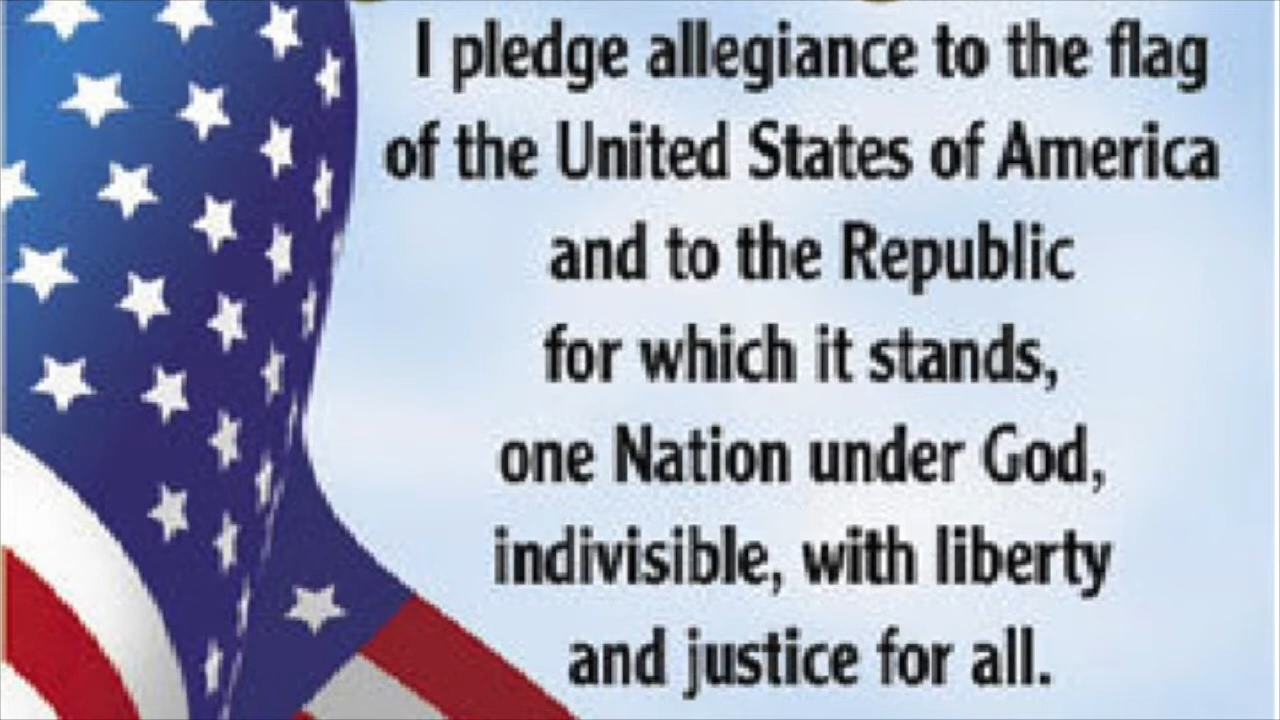 I pledge allegiance to the flag
of the United States of America
and to the Republic
for which it stands,
one Nation under God,
indivisible, with liberty
and justice for all.